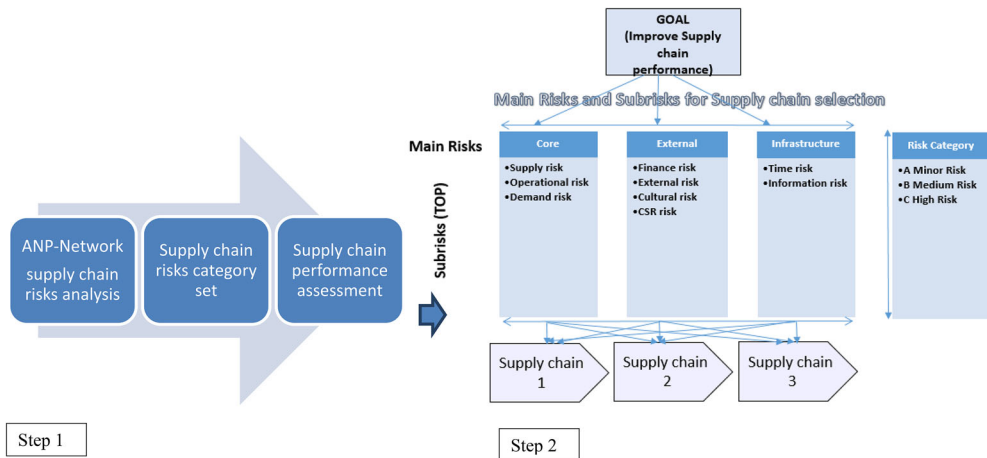 ANP-Network
supply chain
risks analysis
Supply chain
risks category
set
Supply chain
performance
assessment
Step 1
GOAL
(Improve Supply
chain
performance)
Main Risks and Subrisks for Supply chain selection
Main Risks
Subrisks (TOP)
Core
•Supply risk
•Operational risk
•Demand risk
External
•Finance risk
•External risk
•Cultural risk
•CSR risk
Infrastructure
•Time risk
•Information risk
Risk Category
•A Minor Risk
•B Medium Risk
•C High Risk
Supply chain
1
Supply chain
2
Supply chain
3
Step 2